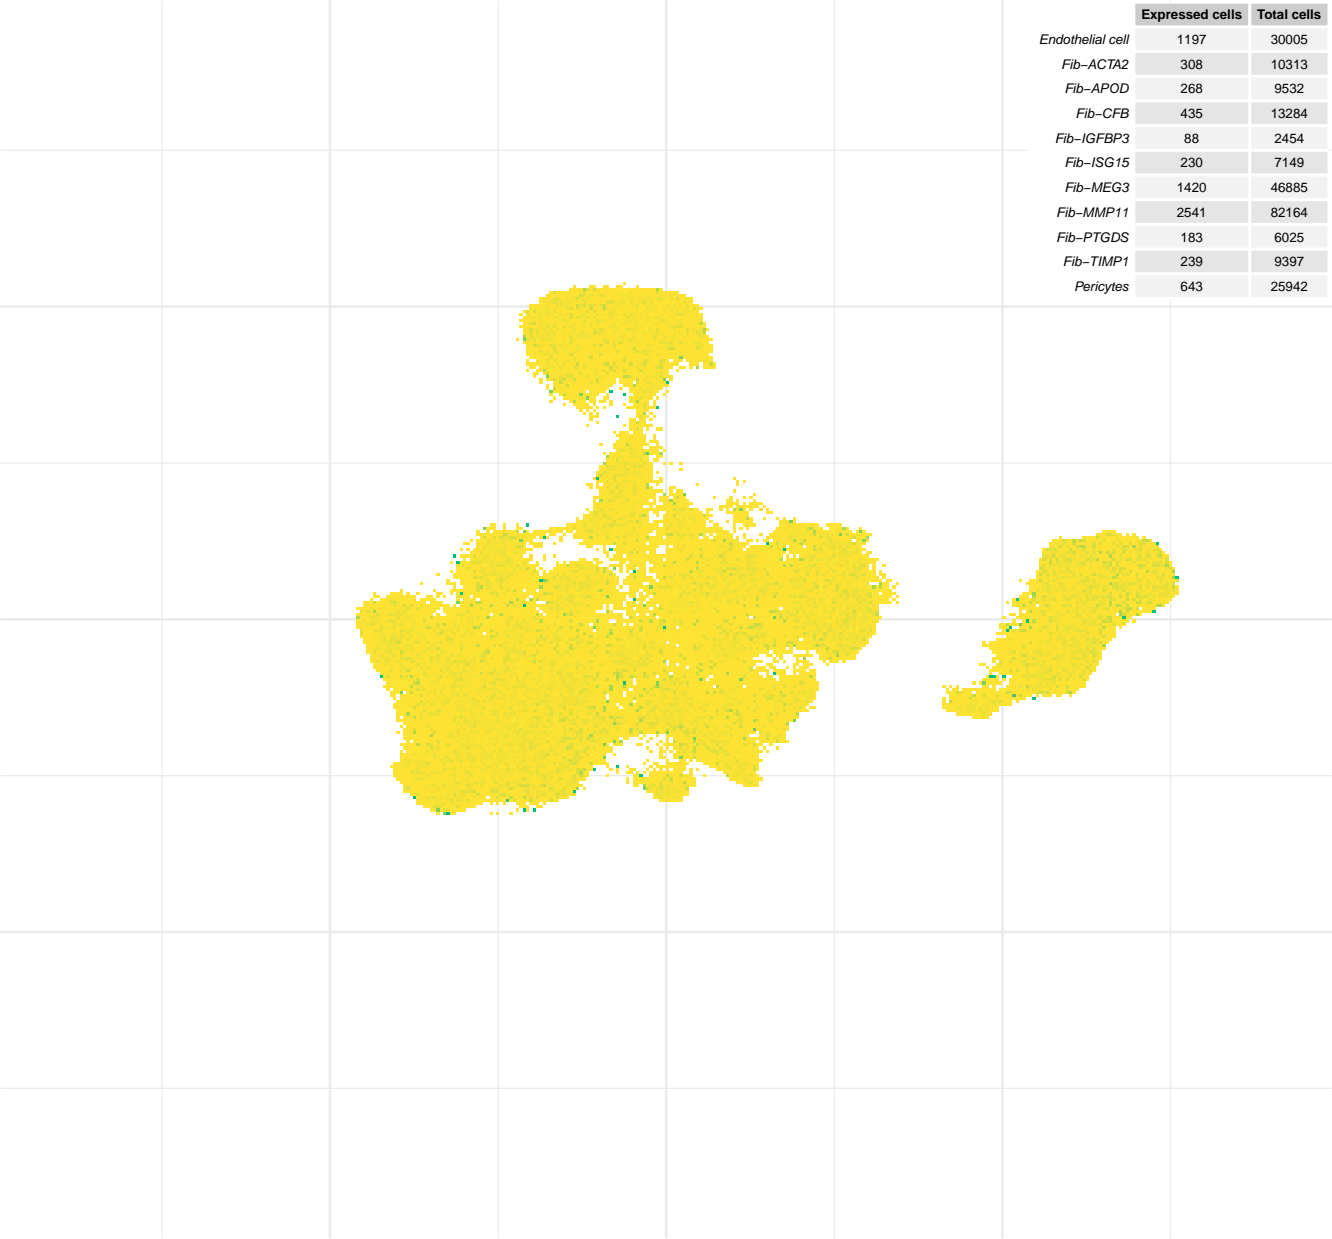 Expressed cells Total cells
Endothelial cell 1197 30005
Fib−ACTA2 308 10313
Fib−APOD 268 9532
Fib−CFB 435 13284
Fib−IGFBP3 88 2454
Fib−ISG15 230 7149
Fib−MEG3 1420 46885
Fib−MMP11 2541 82164
Fib−PTGDS 183 6025
Fib−TIMP1 239 9397
Pericytes 643 25942